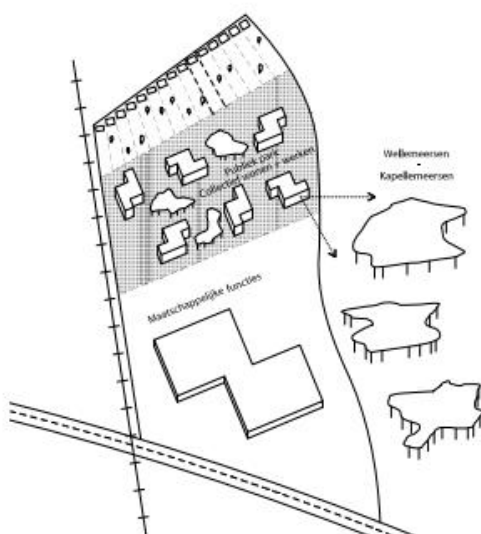 Publiek park
Collectief wonen + werken
Wellemeersen
-
Kapellemeersen
Maatschappelijke functies